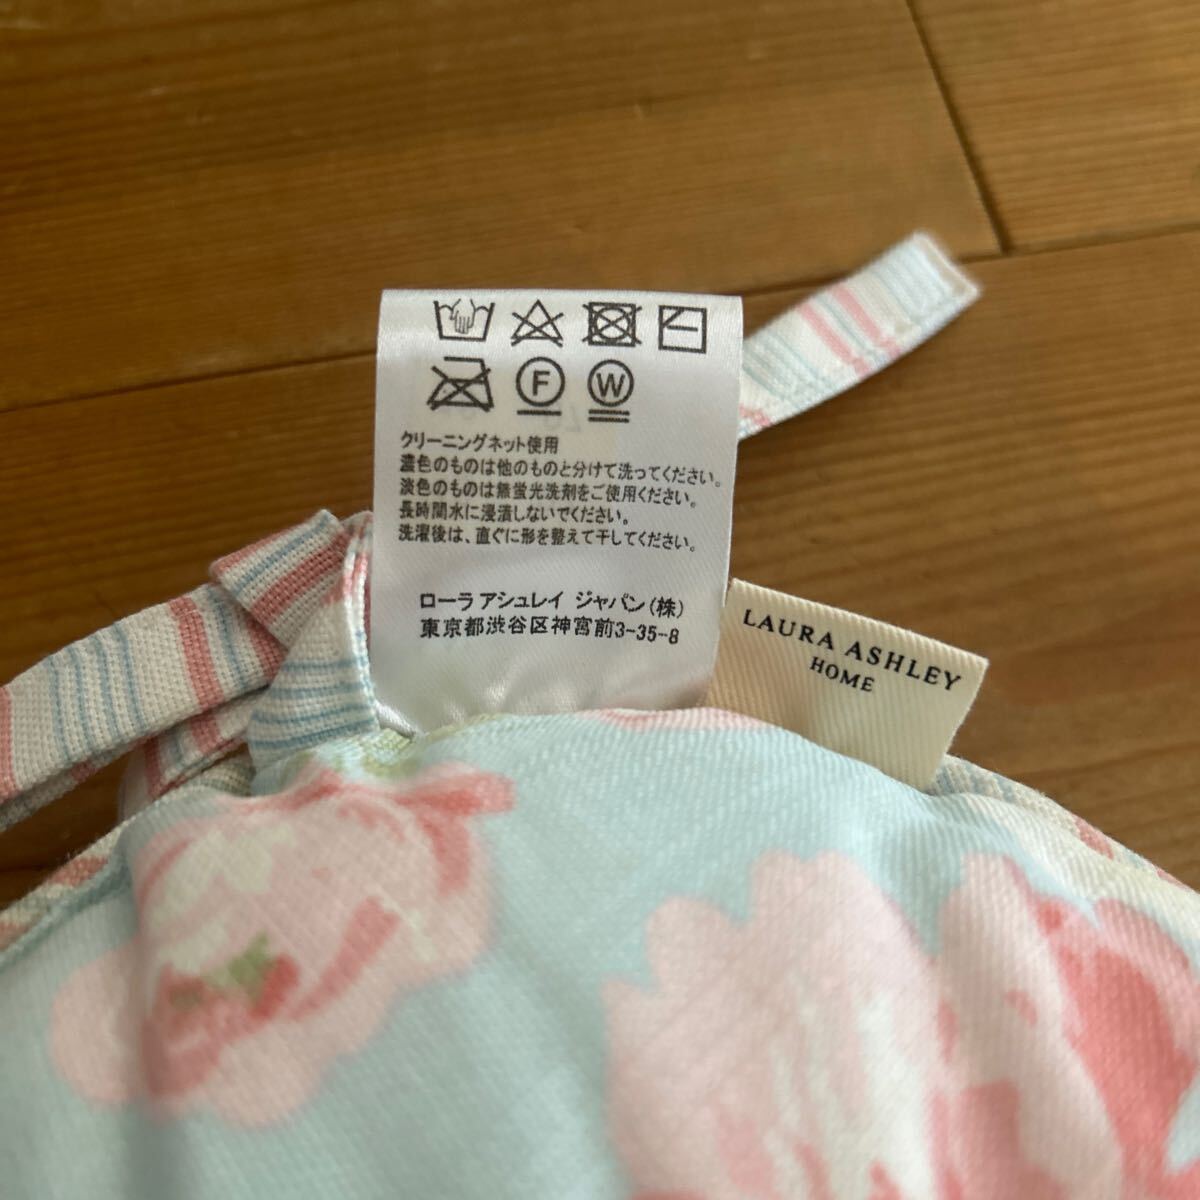 F W
クリーニングネット使用
濃色のものは他のものと分けて洗ってください。
淡色のものは無蛍光洗剤をご使用ください。
長時間水に浸漬しないでください。
洗濯後は、直ぐに形を整えて干してください。
ローラ アシュレイ ジャパン(株)
東京都渋谷区神宮前3-35-8
LAURA ASHLEY
HOME